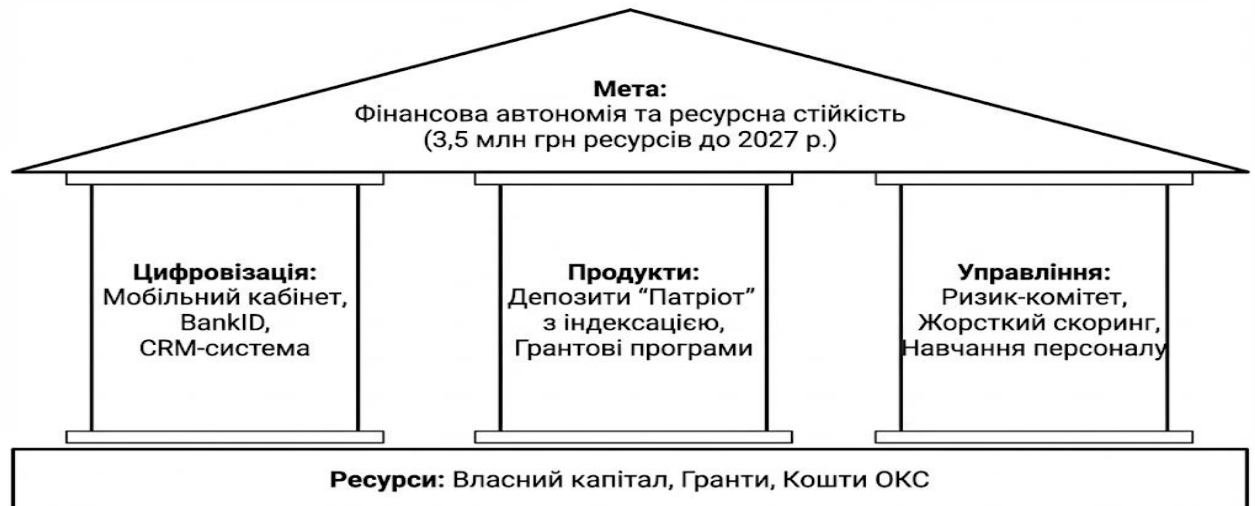 Мета:
Фінансова автономія та ресурсна стійкість
(3,5 млн грн ресурсів до 2027 р.)
Цифровізація:
Мобільний кабінет,
BankID,
CRM-система
Продукти:
Депозити “Патріот”
з індексацією,
Грантові програми
Управління:
Ризик-комітет,
Жорсткий скоринг,
Навчання персоналу
Ресурси: Власний капітал, Гранти, Кошти ОКС